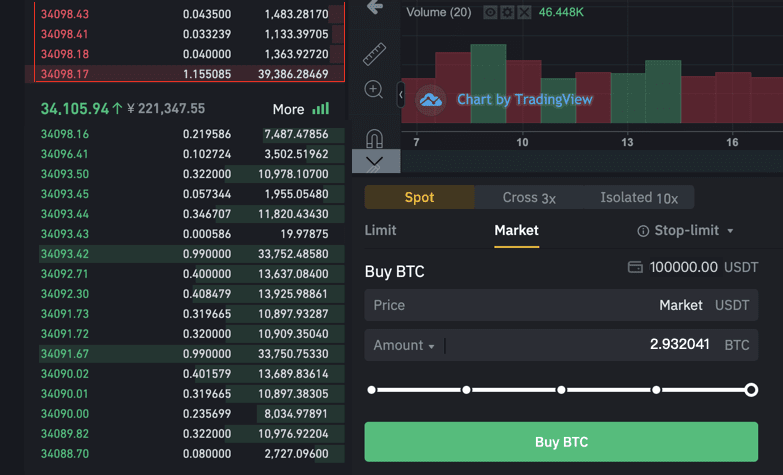 34098.43 0.043500 1,483.28170
34098.41 0.033239 1,133.39705
34098.18 0.040000 1,363.92720
34098.17 1.155085 39,386.28469
34,105.94↑ ¥ 221,347.55 More
34098.16 0.219586 7,487.47856
34096.41 0.102724 3,502.51962
34093.50 0.322000 10,978.10700
34093.45 0.057344 1,955.05480
34093.44 0.346707 11,820.43430
34093.43 0.000586 19.97875
34093.42 0.990000 33,752.48580
34092.71 0.400000 13,637.08400
34092.30 0.408479 13,925.98861
34091.73 0.319665 10,897.93287
34091.72 0.320000 10,909.35040
34091.67 0.990000 33,750.75330
34090.02 0.401579 13,689.83614
34090.01 0.319665 10,897.38305
34090.00 0.235699 8,034.97891
34089.82 0.322000 10,976.92204
34088.70 0.080000 2,727.09600
Volume (20) 46.448K
Chart by TradingView
7 10 13 16
Spot Cross 3x Isolated 10x
Limit Market Stop-limit
Buy BTC 100000.00 USDT
Price Market USDT
Amount 2.932041 BTC
Buy BTC